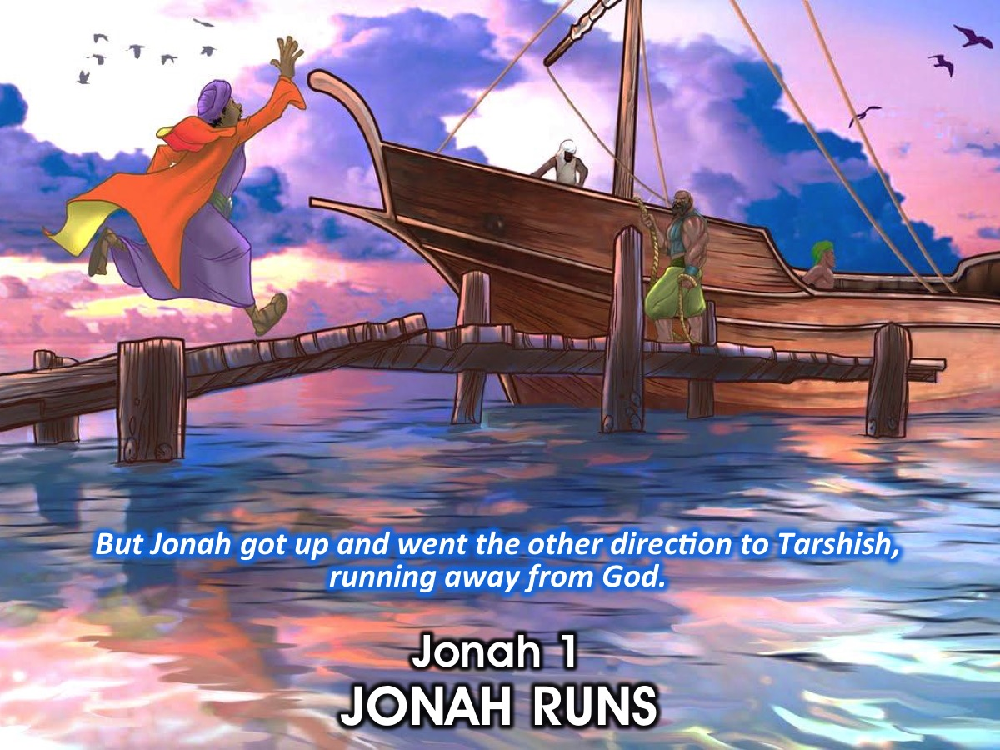 But Jonah got up and went the other direction to Tarshish,
running away from God.
Jonah 1
JONAH RUNS